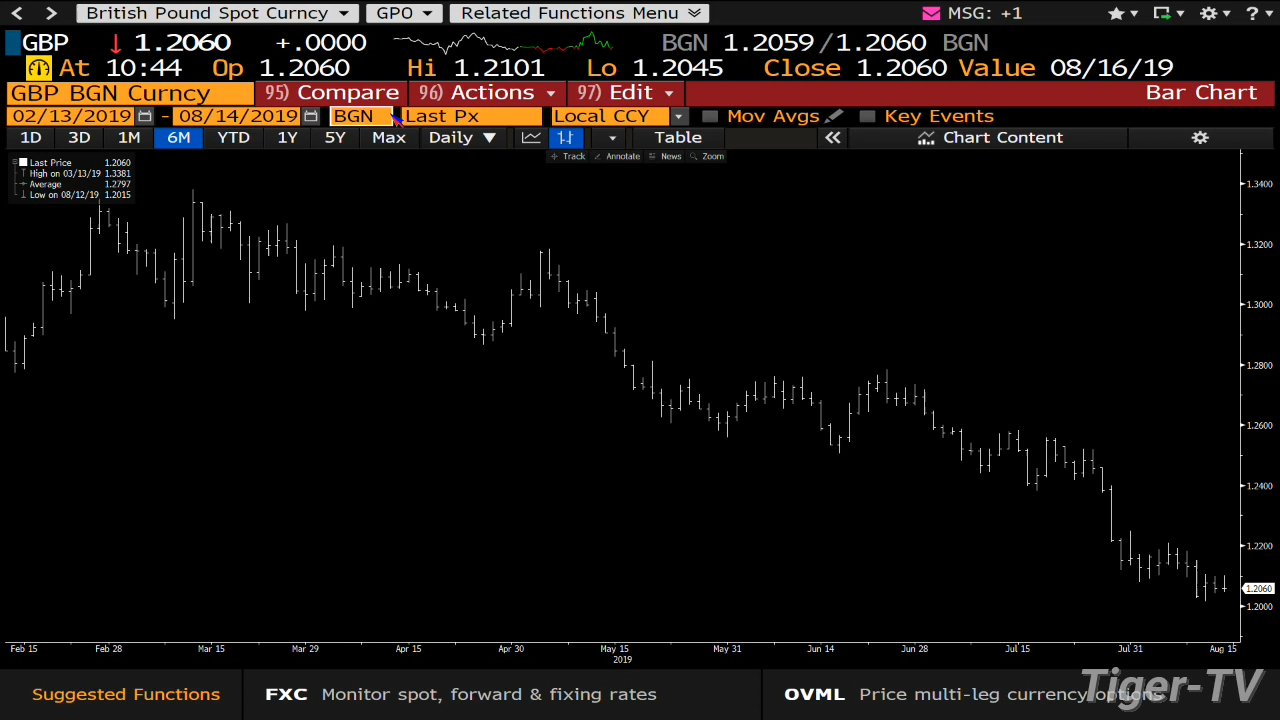 British Pound Spot Curncy GPO Related Functions Menu MSG: +1 ?
GBP ↓ 1.2060 +.0000 BGN 1.2059/1.2060 BGN
At 10:44 Op 1.2060 Hi 1.2101 Lo 1.2045 Close 1.2060 Value 08/16/19
GBP BGN Curncy 95) Compare 96) Actions 97) Edit Bar Chart
02/13/2019 - 08/14/2019 BGN Last Px Local CCY Mov Avgs Key Events
1D 3D 1M 6M YTD 1Y 5Y Max Daily ▼ Table « Chart Content
Track Annotate News Zoom
Last Price 1.2060
High on 03/13/19 1.3381
Average 1.2797
Low on 08/12/19 1.2015
1.3400
1.3200
1.3000
1.2800
1.2600
1.2400
1.2200
1.2060
1.2000
Feb 15 Feb 28 Mar 15 Mar 29 Apr 15 Apr 30 May 15 May 31 Jun 14 Jun 28 Jul 15 Jul 31 Aug 15
2019
Suggested Functions FXC Monitor spot, forward & fixing rates OVML Price multi-leg currency options
Tiger-TV